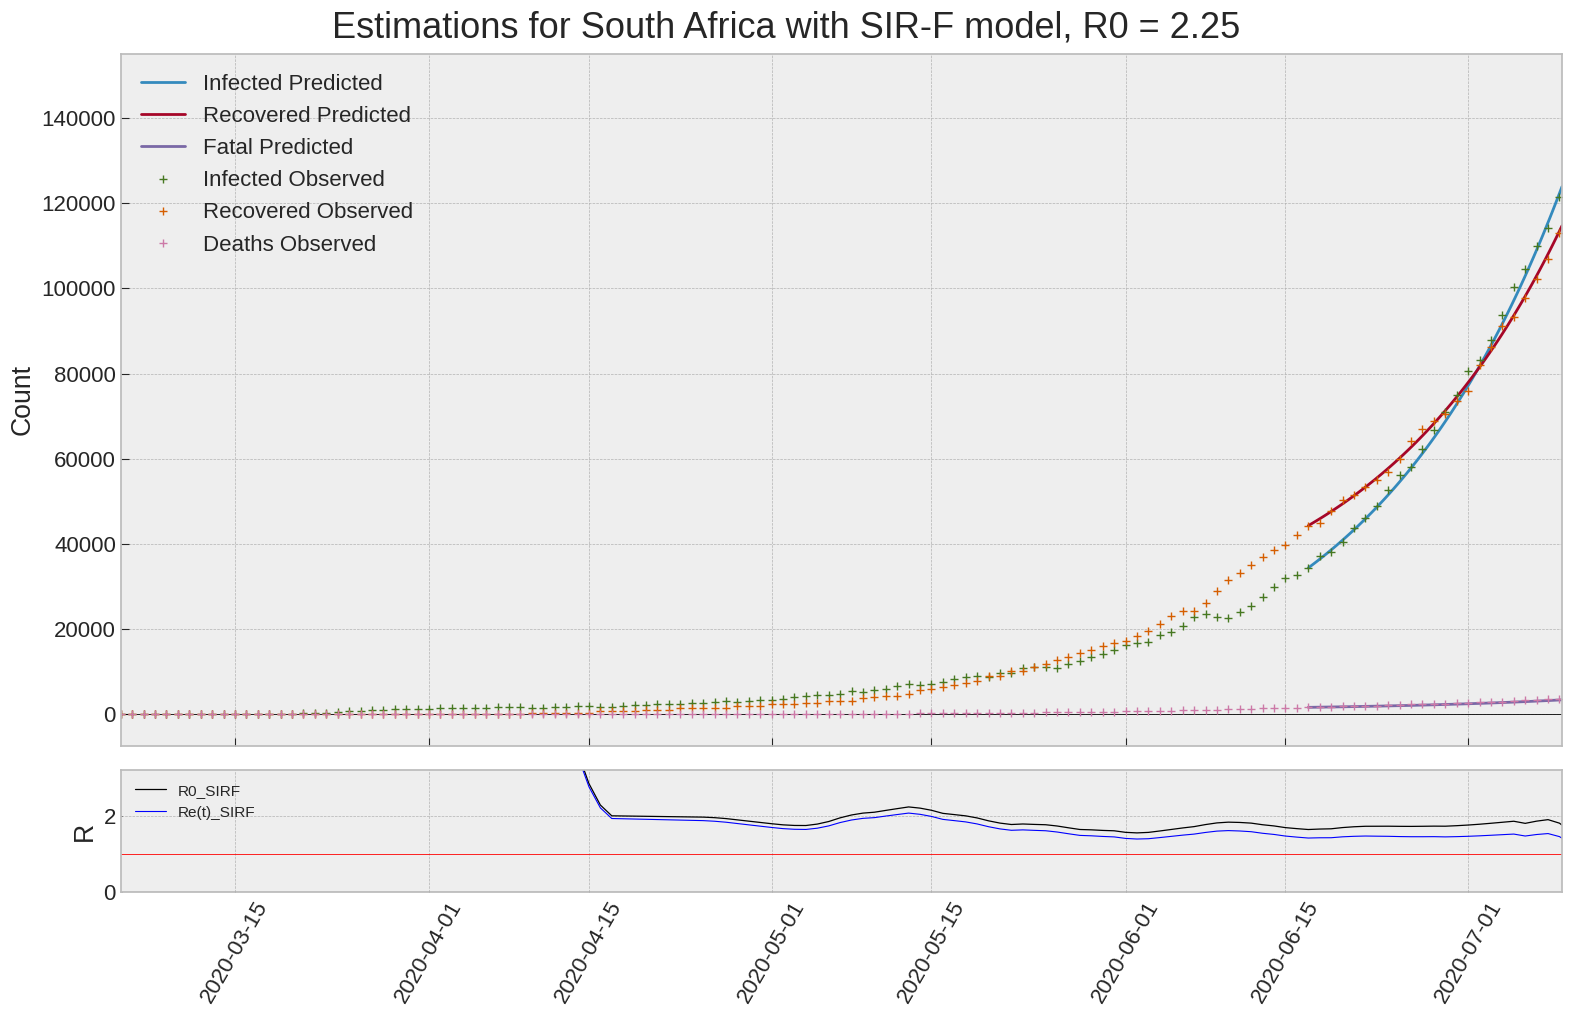 Estimations for South Africa with SIR-F model, R0 = 2.25
Infected Predicted
Recovered Predicted
Fatal Predicted
Infected Observed
Recovered Observed
Deaths Observed
Count
140000
120000
100000
80000
60000
40000
20000
0
R0_SIRF
Re(t)_SIRF
R
2
0
2020-03-15
2020-04-01
2020-04-15
2020-05-01
2020-05-15
2020-06-01
2020-06-15
2020-07-01